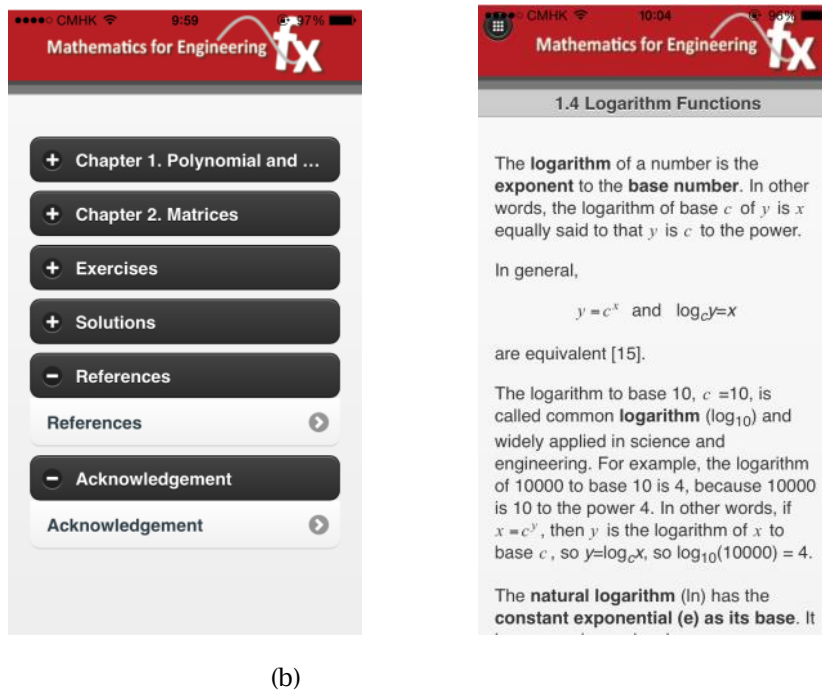 ●●●●○ CMHK 9:59 97%
Mathematics for Engineering fx
Chapter 1. Polynomial and ...
Chapter 2. Matrices
Exercises
Solutions
References
References
Acknowledgement
Acknowledgement
(b)
CMHK 10:04 96%
Mathematics for Engineering fx
1.4 Logarithm Functions
The logarithm of a number is the
exponent to the base number. In other
words, the logarithm of base c of y is x
equally said to that y is c to the power.
In general,
y = cˣ and log_c y=x
are equivalent [15].
The logarithm to base 10, c =10, is
called common logarithm (log₁₀) and
widely applied in science and
engineering. For example, the logarithm
of 10000 to base 10 is 4, because 10000
is 10 to the power 4. In other words, if
x = cʸ, then y is the logarithm of x to
base c, so y=log_c x, so log₁₀(10000) = 4.
The natural logarithm (ln) has the
constant exponential (e) as its base. It